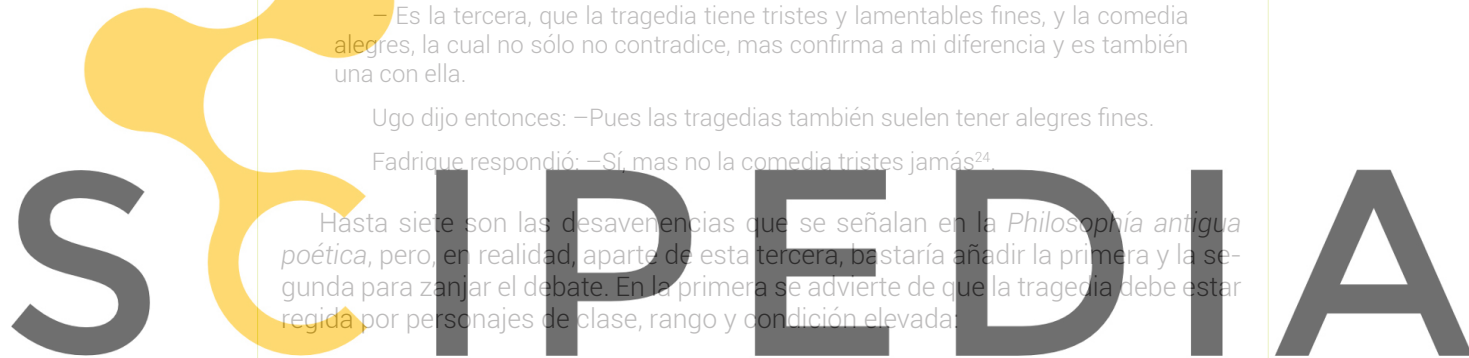 – Es la tercera, que la tragedia tiene tristes y lamentables fines, y la comedia
alegres, la cual no sólo no contradice, mas confirma a mi diferencia y es también
una con ella.
Ugo dijo entonces: –Pues las tragedias también suelen tener alegres fines.
Fadrique respondió: –Sí, mas no la comedia tristes jamás²⁴.
Hasta siete son las desavenencias que se señalan en la Philosophía antigua
poética, pero, en realidad, aparte de esta tercera, bastaría añadir la primera y la se-
gunda para zanjar el debate. En la primera se advierte de que la tragedia debe estar
regida por personajes de clase, rango y condición elevada:
SCIPEDIA